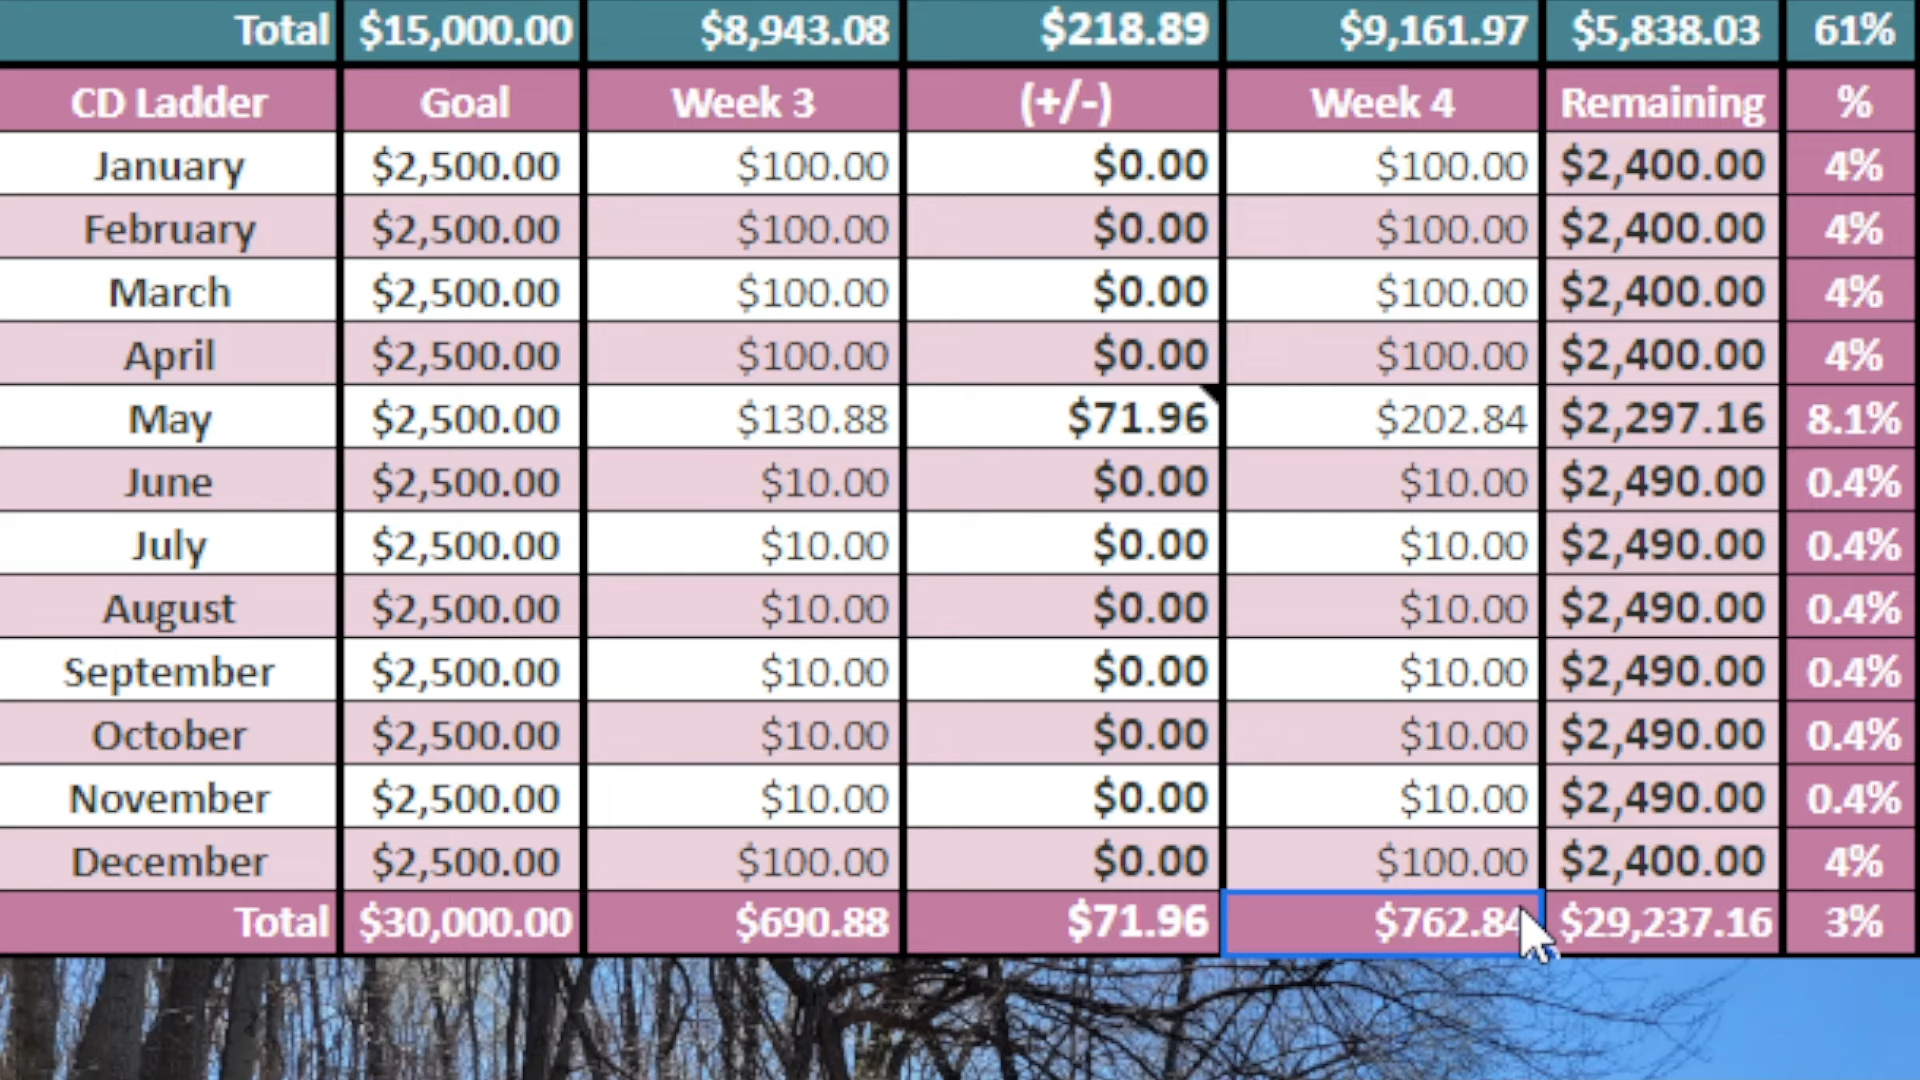 Total $15,000.00 $8,943.08 $218.89 $9,161.97 $5,838.03 61%
CD Ladder Goal Week 3 (+/-) Week 4 Remaining %
January $2,500.00 $100.00 $0.00 $100.00 $2,400.00 4%
February $2,500.00 $100.00 $0.00 $100.00 $2,400.00 4%
March $2,500.00 $100.00 $0.00 $100.00 $2,400.00 4%
April $2,500.00 $100.00 $0.00 $100.00 $2,400.00 4%
May $2,500.00 $130.88 $71.96 $202.84 $2,297.16 8.1%
June $2,500.00 $10.00 $0.00 $10.00 $2,490.00 0.4%
July $2,500.00 $10.00 $0.00 $10.00 $2,490.00 0.4%
August $2,500.00 $10.00 $0.00 $10.00 $2,490.00 0.4%
September $2,500.00 $10.00 $0.00 $10.00 $2,490.00 0.4%
October $2,500.00 $10.00 $0.00 $10.00 $2,490.00 0.4%
November $2,500.00 $10.00 $0.00 $10.00 $2,490.00 0.4%
December $2,500.00 $100.00 $0.00 $100.00 $2,400.00 4%
Total $30,000.00 $690.88 $71.96 $762.84 $29,237.16 3%